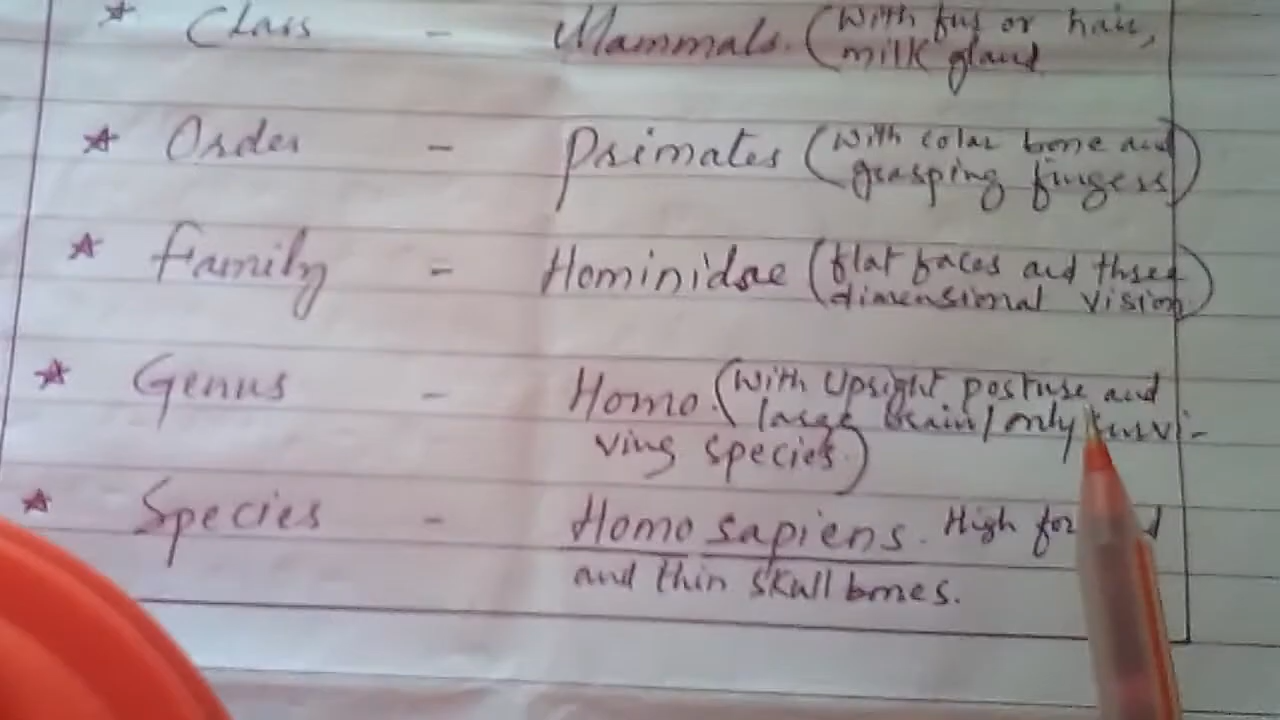 ★ Class - Mammals. (With fur or hair,
milk gland
★ Order - Primates (With colar bone and
grasping fingers)
★ Family - Hominidae (flat faces and three
dimensional vision)
★ Genus - Homo. (With Upright posture and
large brain/only survi-
ving species.)
★ Species - Homo sapiens. High
and thin skull bones.